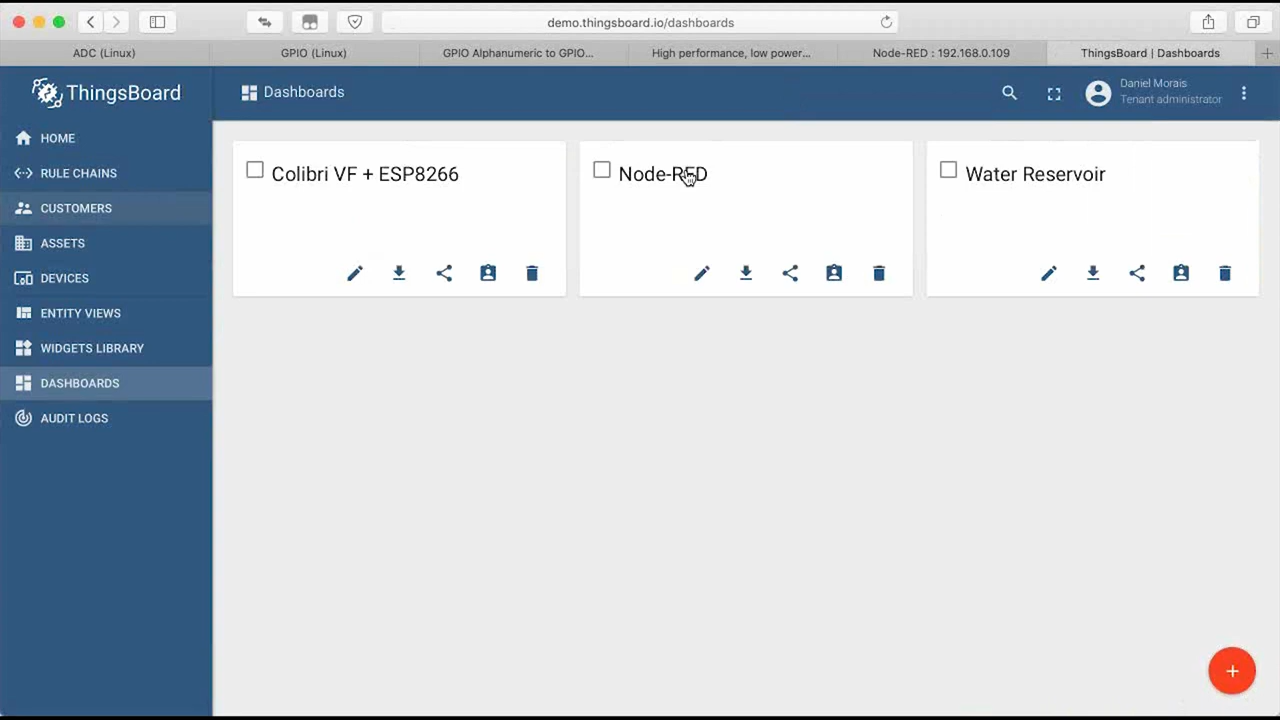 demo.thingsboard.io/dashboards
ADC (Linux)
GPIO (Linux)
GPIO Alphanumeric to GPIO...
High performance, low power...
Node-RED : 192.168.0.109
ThingsBoard | Dashboards
ThingsBoard
Dashboards
Daniel Morais
Tenant administrator
HOME
RULE CHAINS
CUSTOMERS
ASSETS
DEVICES
ENTITY VIEWS
WIDGETS LIBRARY
DASHBOARDS
AUDIT LOGS
Colibri VF + ESP8266
Node-RED
Water Reservoir